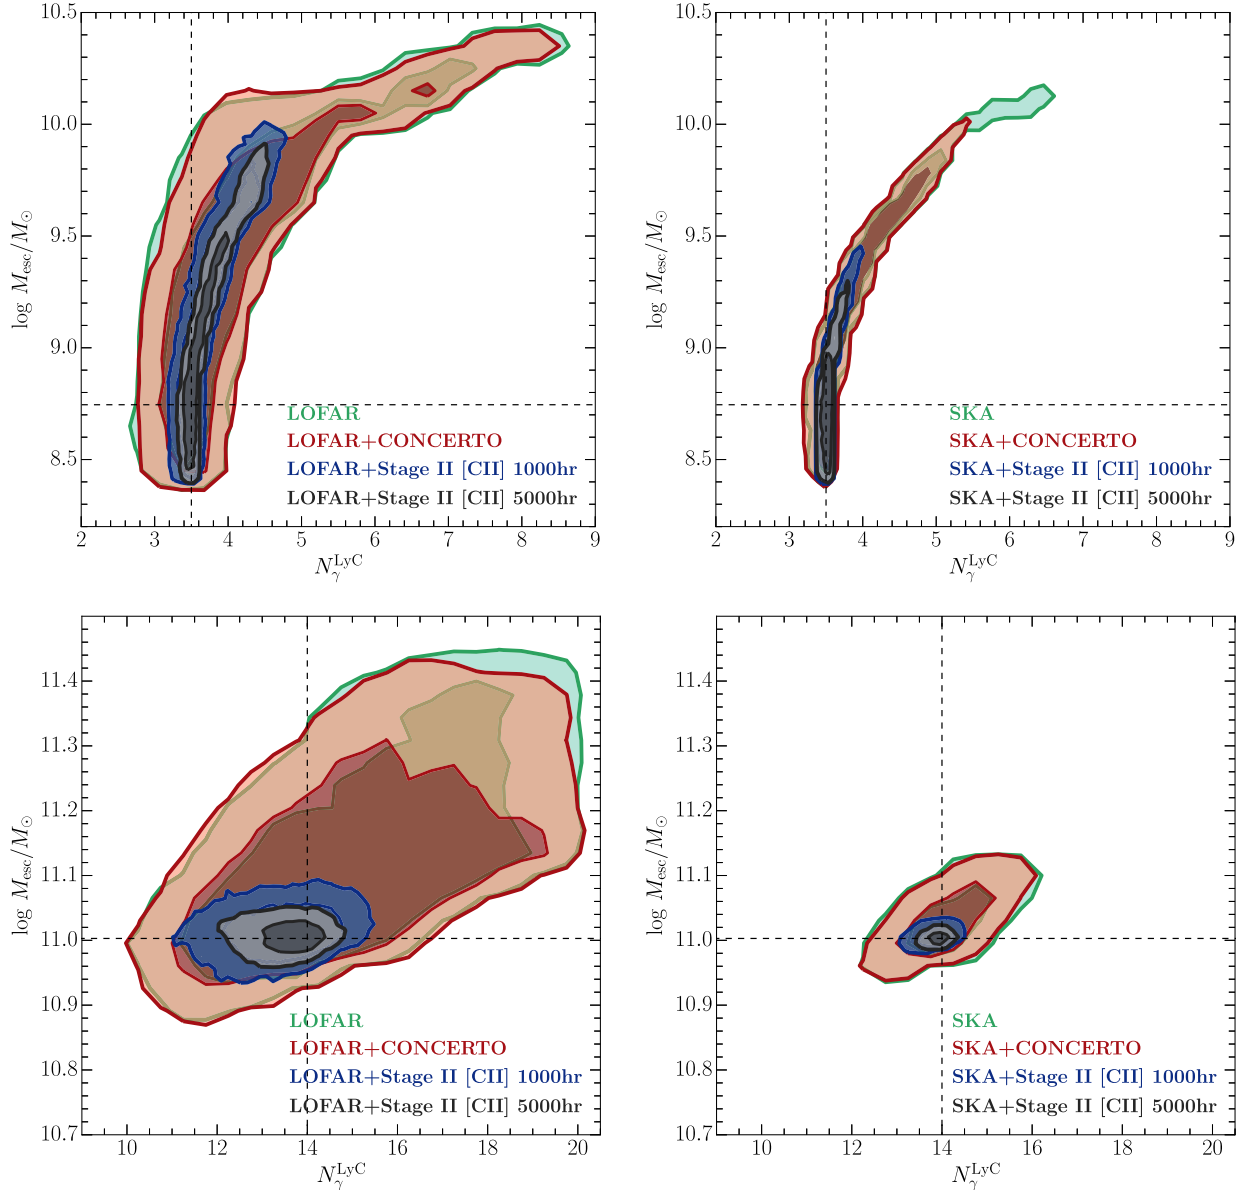 10.5
10.0
9.5
9.0
8.5
log M_esc/M_⊙
2 3 4 5 6 7 8 9
N_γ^LyC
LOFAR
LOFAR+CONCERTO
LOFAR+Stage II [CII] 1000hr
LOFAR+Stage II [CII] 5000hr
10.5
10.0
9.5
9.0
8.5
log M_esc/M_⊙
2 3 4 5 6 7 8 9
N_γ^LyC
SKA
SKA+CONCERTO
SKA+Stage II [CII] 1000hr
SKA+Stage II [CII] 5000hr
11.4
11.3
11.2
11.1
11.0
10.9
10.8
10.7
log M_esc/M_⊙
10 12 14 16 18 20
N_γ^LyC
LOFAR
LOFAR+CONCERTO
LOFAR+Stage II [CII] 1000hr
LOFAR+Stage II [CII] 5000hr
11.4
11.3
11.2
11.1
11.0
10.9
10.8
10.7
log M_esc/M_⊙
10 12 14 16 18 20
N_γ^LyC
SKA
SKA+CONCERTO
SKA+Stage II [CII] 1000hr
SKA+Stage II [CII] 5000hr